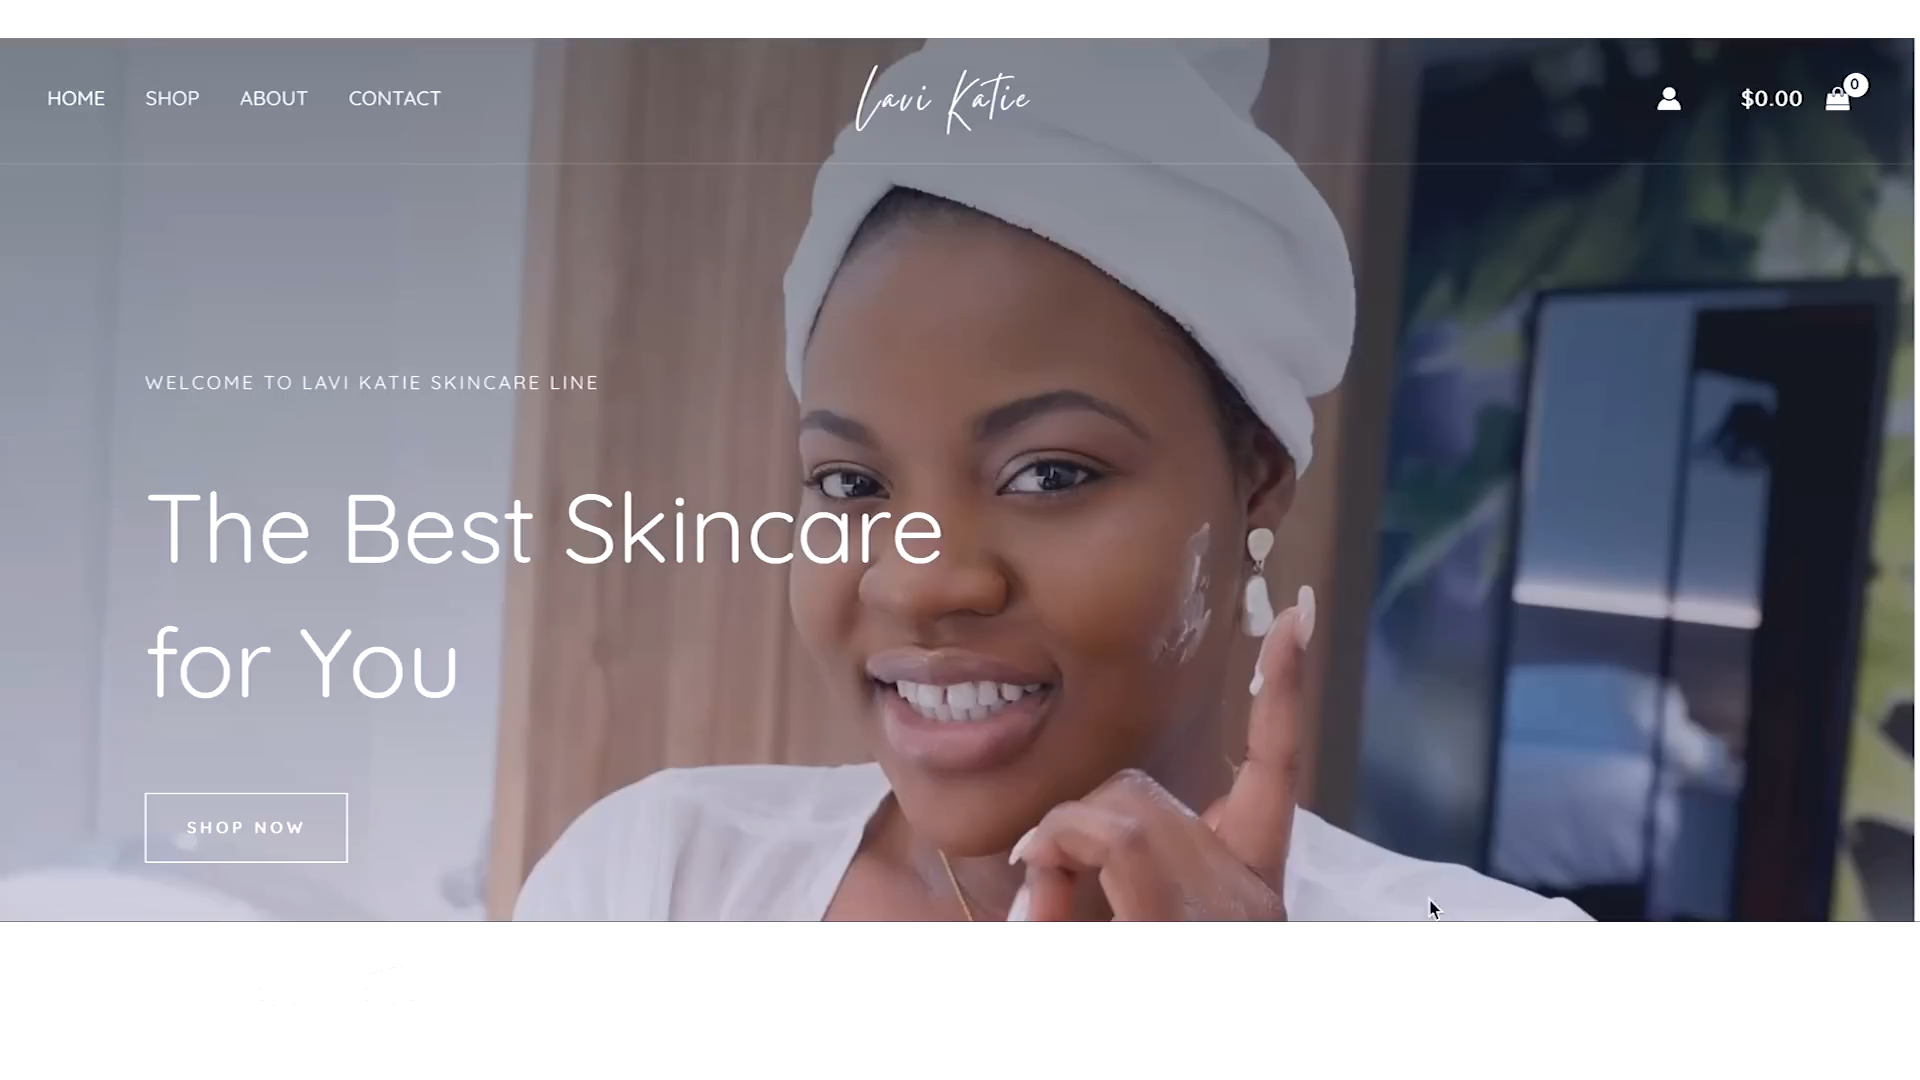 HOME SHOP ABOUT CONTACT
Lavi Katie
$0.00
0
WELCOME TO LAVI KATIE SKINCARE LINE
The Best Skincare
for You
SHOP NOW